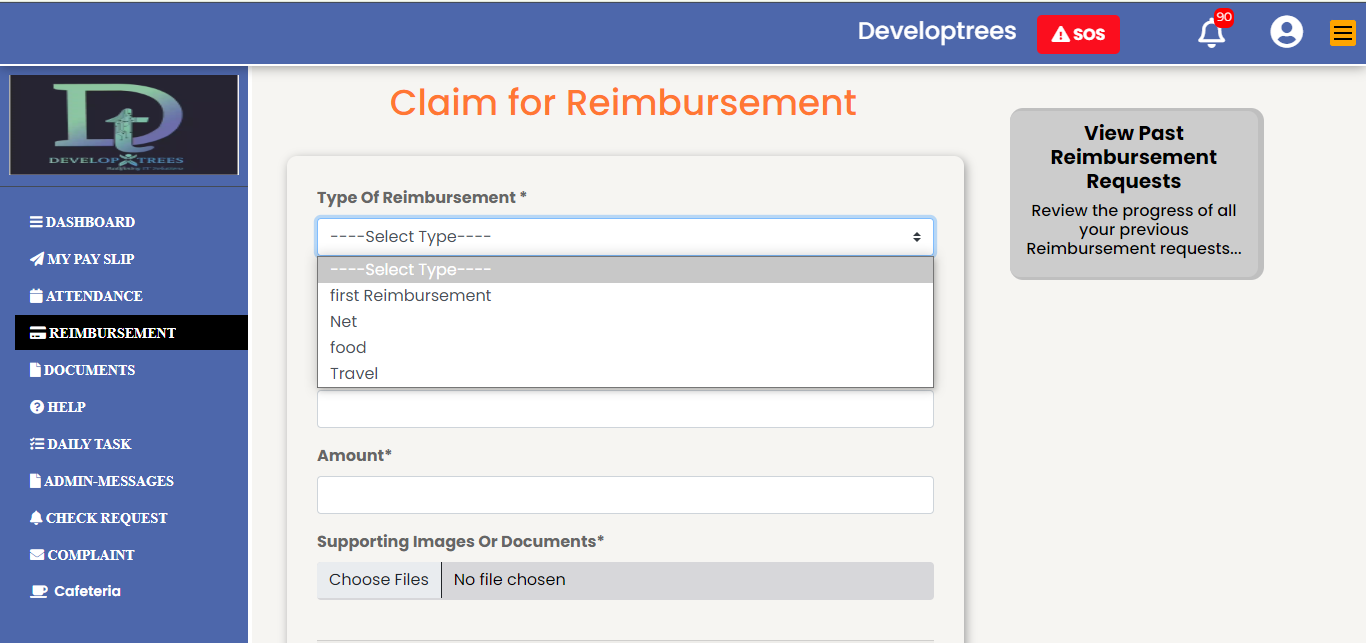 Developtrees
SOS
90
DEVELOP TREES
DASHBOARD
MY PAY SLIP
ATTENDANCE
REIMBURSEMENT
DOCUMENTS
HELP
DAILY TASK
ADMIN-MESSAGES
CHECK REQUEST
COMPLAINT
Cafeteria
Claim for Reimbursement
Type Of Reimbursement *
----Select Type----
----Select Type----
first Reimbursement
Net
food
Travel
Amount*
Supporting Images Or Documents*
Choose Files No file chosen
View Past
Reimbursement
Requests
Review the progress of all
your previous
Reimbursement requests...